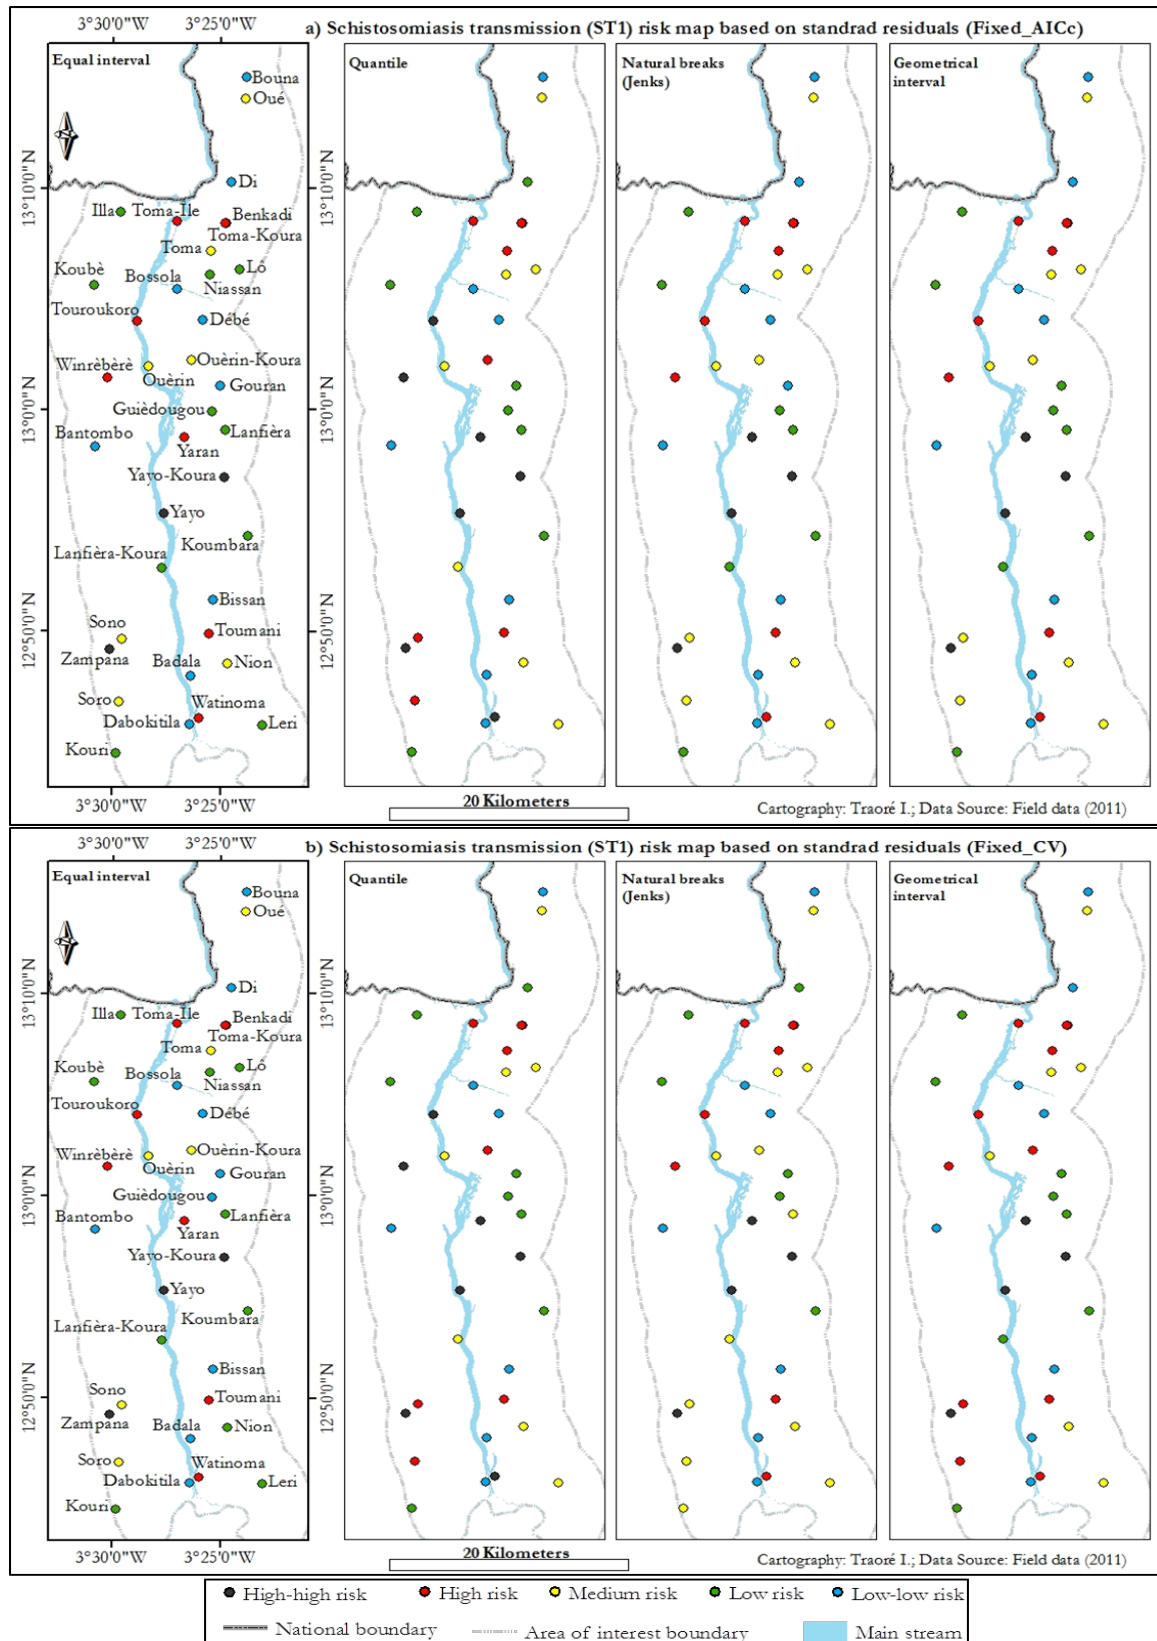 3°30'0"W 3°25'0"W
a) Schistosomiasis transmission (ST1) risk map based on standrad residuals (Fixed_AICc)
Equal interval
Quantile
Natural breaks
(Jenks)
Geometrical
interval
Bouna
Oué
13°10'0"N
Di
Illa
Toma-Ile
Benkadi
Toma-Koura
Toma
Koubè
Bossola
Lô
Niassan
Touroukoro
Débé
Winrèbèrè
Ouèrin-Koura
Ouèrin
Gouran
13°0'0"N
Guièdougou
Bantombo
Lanfièra
Yaran
Yayo-Koura
Yayo
Koumbara
Lanfièra-Koura
Bissan
12°50'0"N
Sono
Toumani
Zampana
Badala
Nion
Soro
Watinoma
Dabokitila
Leri
Kouri
3°30'0"W 3°25'0"W
20 Kilometers
Cartography: Traoré I.; Data Source: Field data (2011)
3°30'0"W 3°25'0"W
b) Schistosomiasis transmission (ST1) risk map based on standrad residuals (Fixed_CV)
Equal interval
Quantile
Natural breaks
(Jenks)
Geometrical
interval
Bouna
Oué
13°10'0"N
Di
Illa
Toma-Ile
Benkadi
Toma-Koura
Toma
Koubè
Bossola
Lô
Niassan
Touroukoro
Débé
Winrèbèrè
Ouèrin-Koura
Ouèrin
Gouran
13°0'0"N
Guièdougou
Bantombo
Lanfièra
Yaran
Yayo-Koura
Yayo
Koumbara
Lanfièra-Koura
Bissan
12°50'0"N
Sono
Toumani
Zampana
Badala
Nion
Soro
Watinoma
Dabokitila
Leri
Kouri
3°30'0"W 3°25'0"W
20 Kilometers
Cartography: Traoré I.; Data Source: Field data (2011)
High-high risk High risk Medium risk Low risk Low-low risk
National boundary Area of interest boundary Main stream